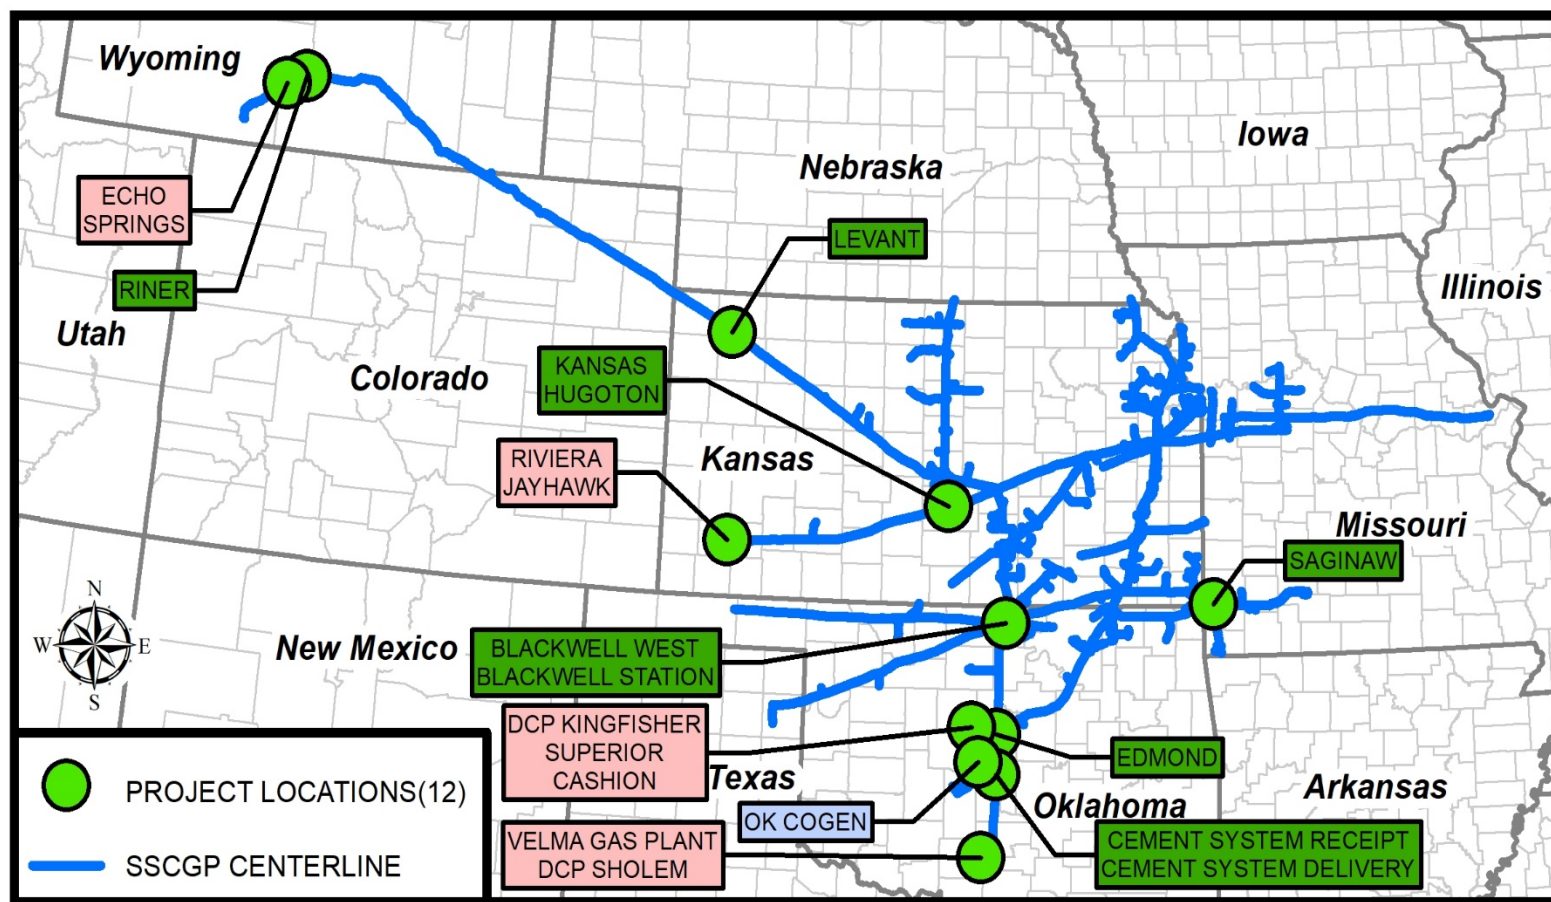 Wyoming
Iowa
Nebraska
ECHO
SPRINGS
LEVANT
RINER
Illinois
Utah
KANSAS
HUGOTON
Colorado
RIVIERA
JAYHAWK
Kansas
Missouri
SAGINAW
N
W
E
S
New Mexico
BLACKWELL WEST
BLACKWELL STATION
DCP KINGFISHER
SUPERIOR
CASHION
EDMOND
Texas
Arkansas
Oklahoma
OK COGEN
VELMA GAS PLANT
DCP SHOLEM
CEMENT SYSTEM RECEIPT
CEMENT SYSTEM DELIVERY
PROJECT LOCATIONS(12)
SSCGP CENTERLINE